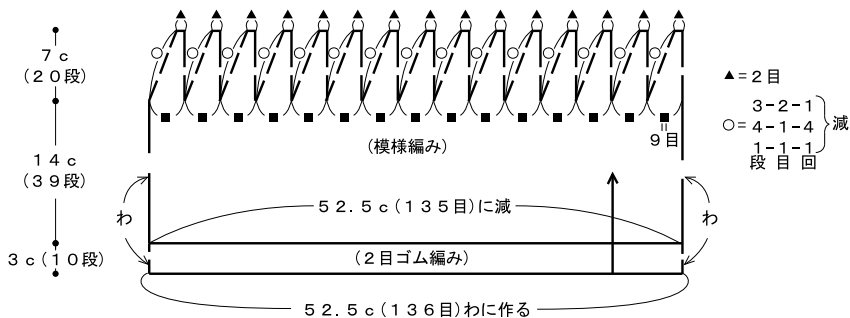 7c
(20段)
▲=2目
3-2-1
○=4-1-4
1-1-1
減
段目回
■
||
9目
(模様編み)
14c
(39段)
わ
52.5c(135目)に減
わ
3c(10段)
(2目ゴム編み)
52.5c(136目)わに作る